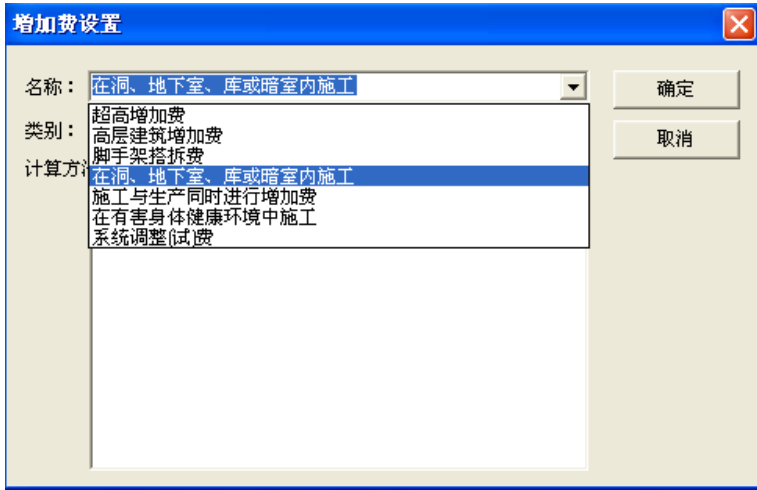 增加费设置
名称：
在洞、地下室、库或暗室内施工
确定
超高增加费
类别：
高层建筑增加费
取消
脚手架搭拆费
计算方
在洞、地下室、库或暗室内施工
施工与生产同时进行增加费
在有害身体健康环境中施工
系统调整(试)费